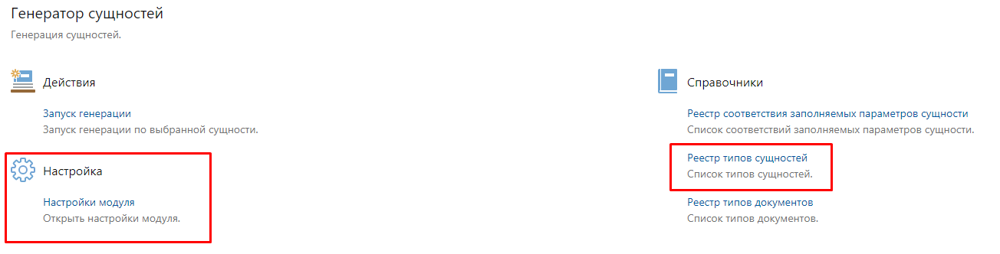 Генератор сущностей
Генерация сущностей.
Действия
Запуск генерации
Запуск генерации по выбранной сущности.
Настройка
Настройки модуля
Открыть настройки модуля.
Справочники
Реестр соответствия заполняемых параметров сущности
Список соответствий заполняемых параметров сущности.
Реестр типов сущностей
Список типов сущностей.
Реестр типов документов
Список типов документов.